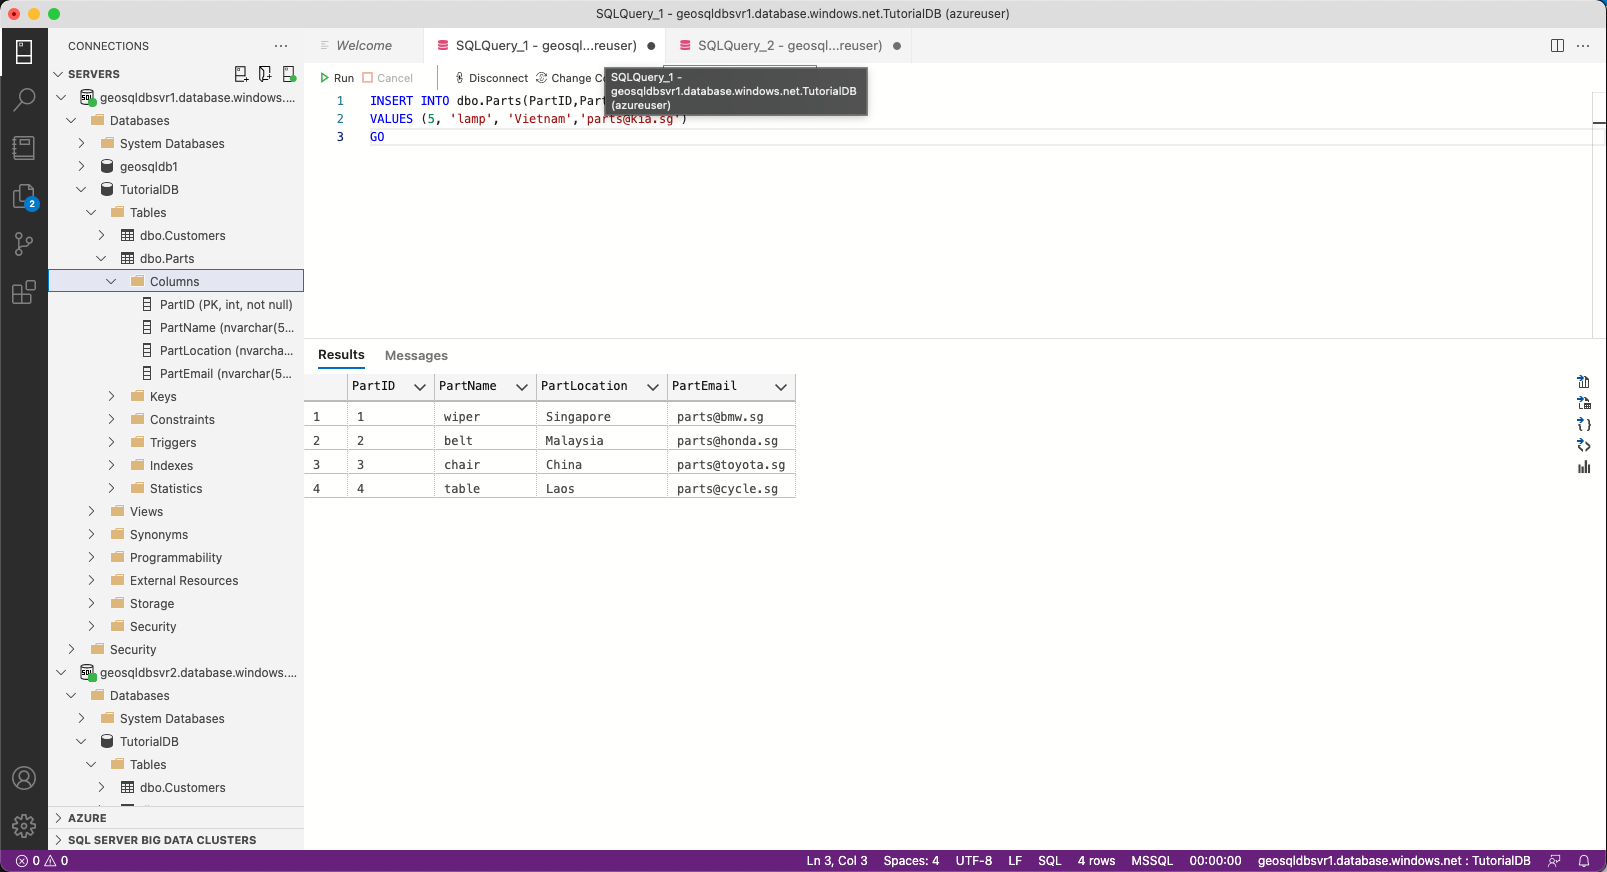 SQLQuery_1 - geosqldbsvr1.database.windows.net.TutorialDB (azureuser)
CONNECTIONS
SERVERS
geosqldbsvr1.database.windows....
Databases
System Databases
geosqldb1
TutorialDB
Tables
dbo.Customers
dbo.Parts
Columns
PartID (PK, int, not null)
PartName (nvarchar(5...
PartLocation (nvarcha...
PartEmail (nvarchar(5...
Keys
Constraints
Triggers
Indexes
Statistics
Views
Synonyms
Programmability
External Resources
Storage
Security
Security
geosqldbsvr2.database.windows....
Databases
System Databases
TutorialDB
Tables
dbo.Customers
AZURE
SQL SERVER BIG DATA CLUSTERS
2
Welcome
SQLQuery_1 - geosql...reuser)
SQLQuery_2 - geosql...reuser)
Run Cancel Disconnect Change Co
SQLQuery_1 -
geosqldbsvr1.database.windows.net.TutorialDB
(azureuser)
1 INSERT INTO dbo.Parts(PartID,Par
2 VALUES (5, 'lamp', 'Vietnam','parts@kia.sg')
3 GO
Results Messages
PartID PartName PartLocation PartEmail
1 1 wiper Singapore parts@bmw.sg
2 2 belt Malaysia parts@honda.sg
3 3 chair China parts@toyota.sg
4 4 table Laos parts@cycle.sg
0 0 Ln 3, Col 3 Spaces: 4 UTF-8 LF SQL 4 rows MSSQL 00:00:00 geosqldbsvr1.database.windows.net : TutorialDB